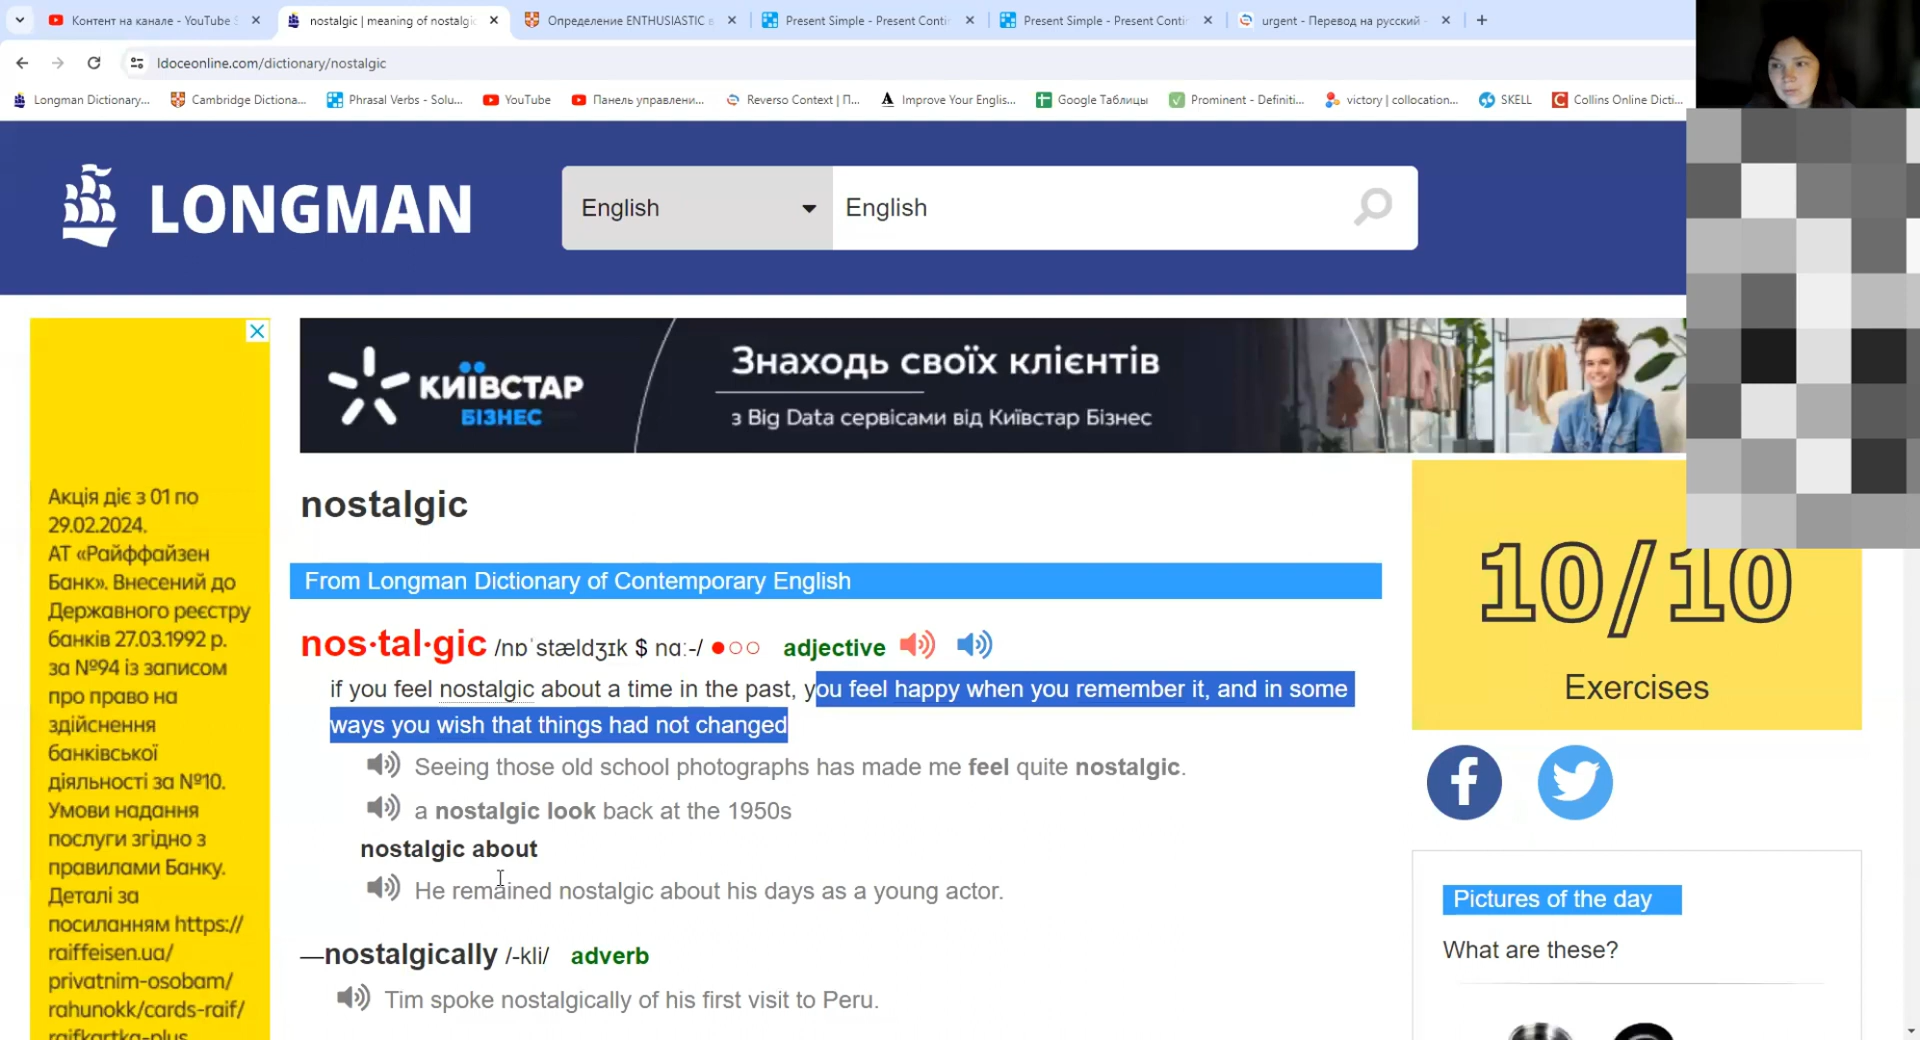 Контент на канале - YouTube S
nostalgic | meaning of nostalgic
Определение ENTHUSIASTIC в
Present Simple - Present Conti
Present Simple - Present Conti
urgent - Перевод на русский -
ldoceonline.com/dictionary/nostalgic
Longman Dictionary...
Cambridge Dictiona...
Phrasal Verbs - Solu...
YouTube
Панель управлени...
Reverso Context | П...
Improve Your Englis...
Google Таблицы
Prominent - Definiti...
victory | collocation...
SKELL
Collins Online Dicti...
LONGMAN
English
English
КИЇВСТАР
БІЗНЕС
Знаходь своїх клієнтів
з Big Data сервісами від Київстар Бізнес
Акція діє з 01 по
29.02.2024.
АТ «Райффайзен
Банк». Внесений до
Державного реєстру
банків 27.03.1992 р.
за №94 із записом
про право на
здійснення
банківської
діяльності за №10.
Умови надання
послуги згідно з
правилами Банку.
Деталі за
посиланням https://
raiffeisen.ua/
privatnim-osobam/
rahunokk/cards-raif/
raifkartka-plus
nostalgic
From Longman Dictionary of Contemporary English
nos·tal·gic /nɒˈstældʒɪk $ nɑː-/ ●○○ adjective
if you feel nostalgic about a time in the past, you feel happy when you remember it, and in some
ways you wish that things had not changed
Seeing those old school photographs has made me feel quite nostalgic.
a nostalgic look back at the 1950s
nostalgic about
He remained nostalgic about his days as a young actor.
—nostalgically /-kli/ adverb
Tim spoke nostalgically of his first visit to Peru.
10/10
Exercises
Pictures of the day
What are these?